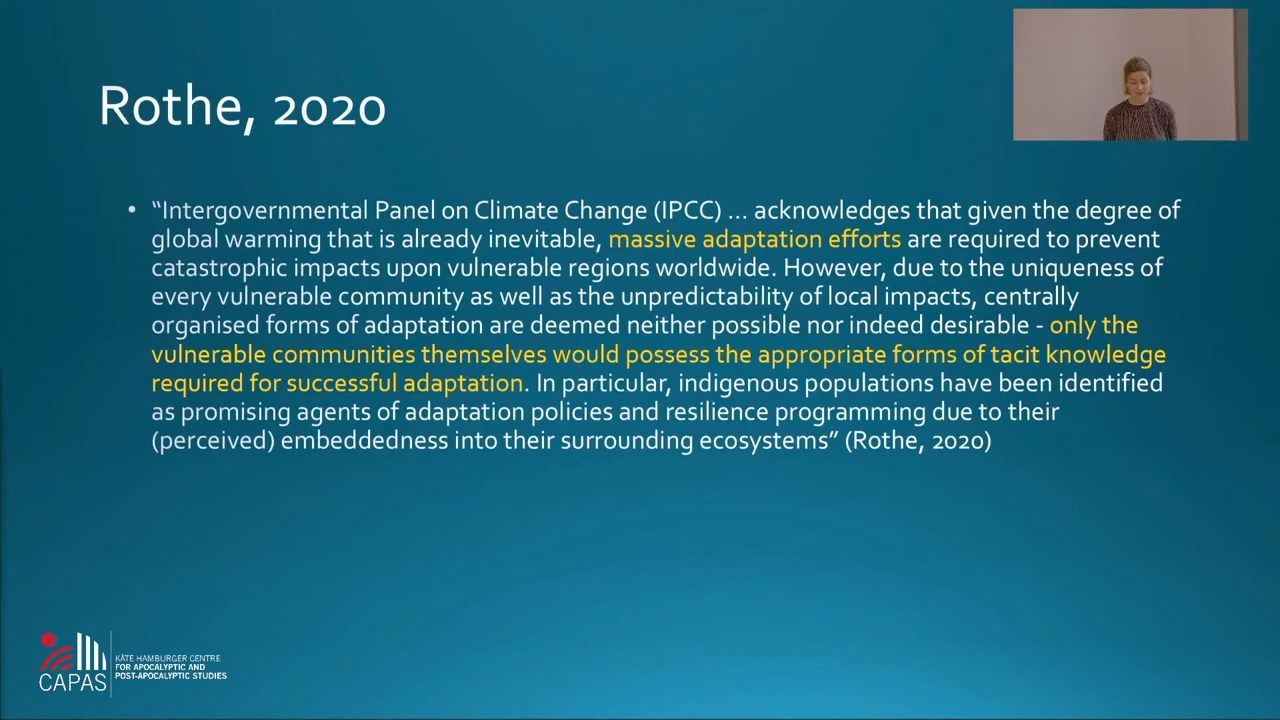 Rothe, 2020
• “Intergovernmental Panel on Climate Change (IPCC) ... acknowledges that given the degree of
global warming that is already inevitable, massive adaptation efforts are required to prevent
catastrophic impacts upon vulnerable regions worldwide. However, due to the uniqueness of
every vulnerable community as well as the unpredictability of local impacts, centrally
organised forms of adaptation are deemed neither possible nor indeed desirable - only the
vulnerable communities themselves would possess the appropriate forms of tacit knowledge
required for successful adaptation. In particular, indigenous populations have been identified
as promising agents of adaptation policies and resilience programming due to their
(perceived) embeddedness into their surrounding ecosystems” (Rothe, 2020)
CAPAS
KÄTE HAMBURGER CENTRE
FOR APOCALYPTIC AND
POST-APOCALYPTIC STUDIES